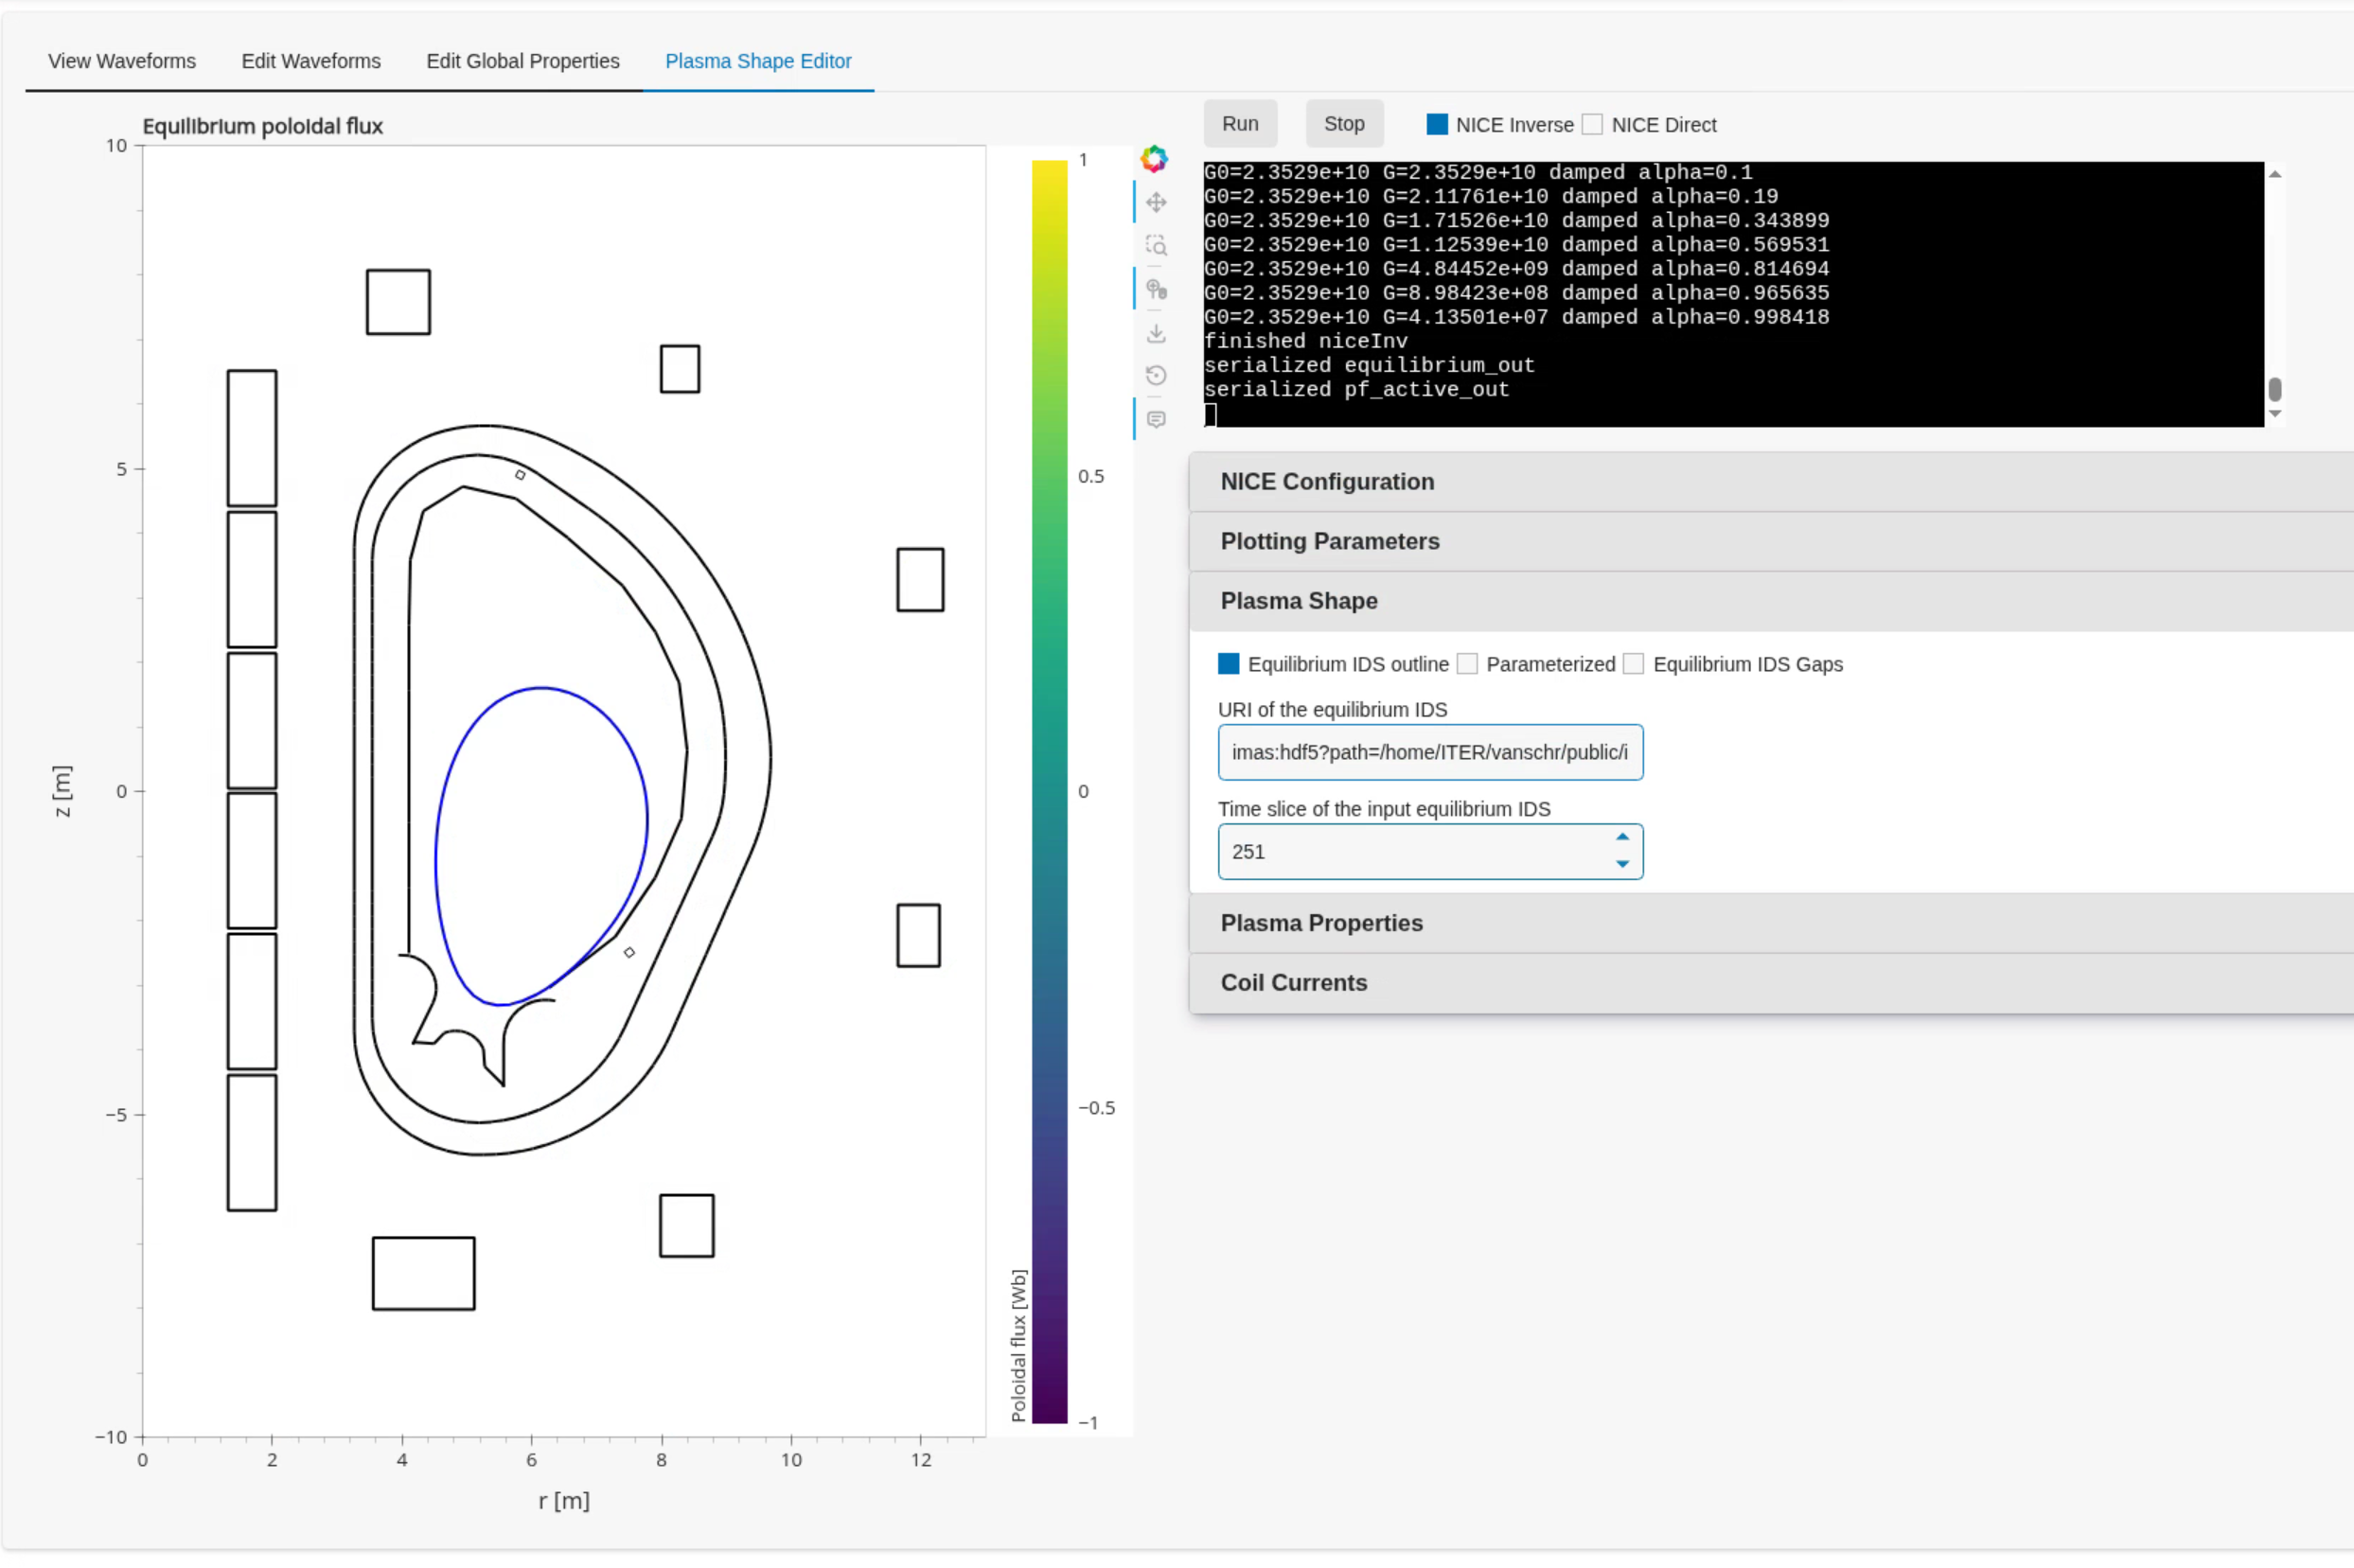 View Waveforms Edit Waveforms Edit Global Properties Plasma Shape Editor
Equilibrium poloidal flux
10
5
0
−5
−10
z [m]
0 2 4 6 8 10 12
r [m]
1
0.5
0
−0.5
−1
Poloidal flux [Wb]
Run Stop NICE Inverse NICE Direct
G0=2.3529e+10 G=2.3529e+10 damped alpha=0.1
G0=2.3529e+10 G=2.11761e+10 damped alpha=0.19
G0=2.3529e+10 G=1.71526e+10 damped alpha=0.343899
G0=2.3529e+10 G=1.12539e+10 damped alpha=0.569531
G0=2.3529e+10 G=4.84452e+09 damped alpha=0.814694
G0=2.3529e+10 G=8.98423e+08 damped alpha=0.965635
G0=2.3529e+10 G=4.13501e+07 damped alpha=0.998418
finished niceInv
serialized equilibrium_out
serialized pf_active_out
NICE Configuration
Plotting Parameters
Plasma Shape
Equilibrium IDS outline Parameterized Equilibrium IDS Gaps
URI of the equilibrium IDS
imas:hdf5?path=/home/ITER/vanschr/public/i
Time slice of the input equilibrium IDS
251
Plasma Properties
Coil Currents